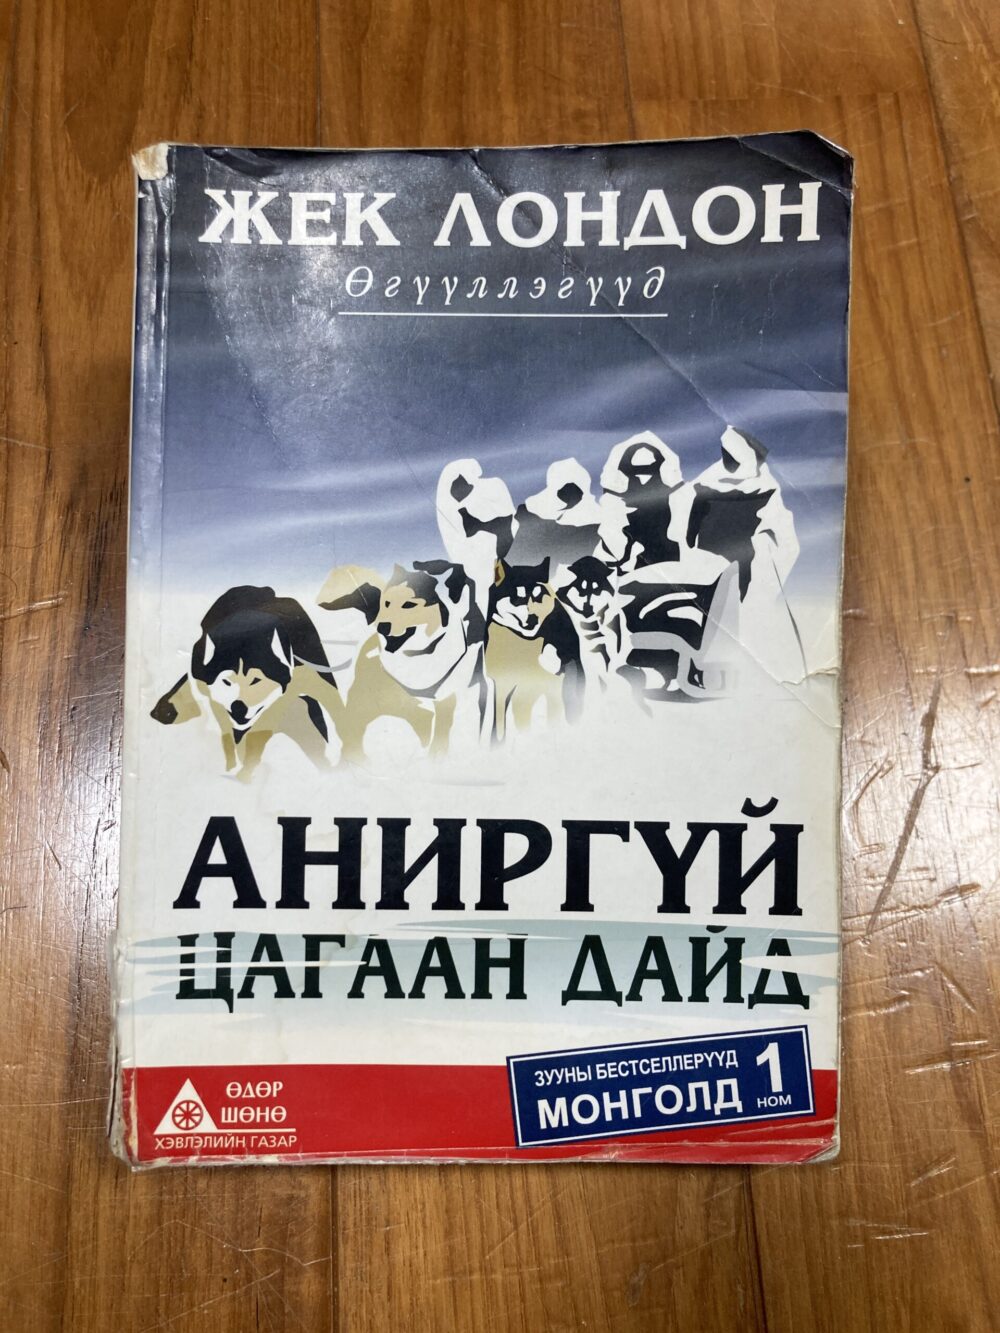 ЖЕК ЛОНДОН
Өгүүллэгүүд
АНИРГҮЙ
ЦАГААН ДАЙД
ЗУУНЫ БЕСТСЕЛЛЕРҮҮД
МОНГОЛД
1
НОМ
ӨДӨР
ШӨНӨ
ХЭВЛЭЛИЙН ГАЗАР